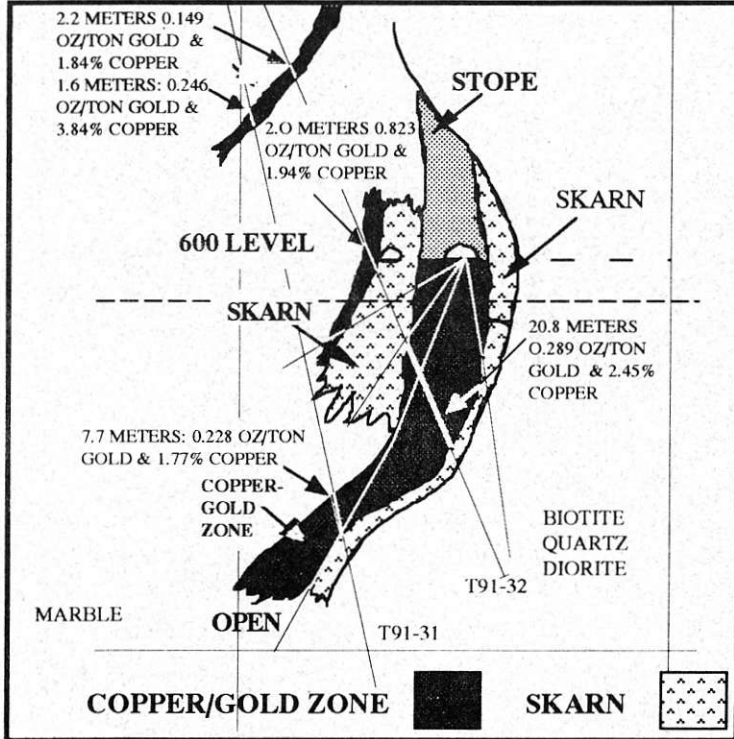 2.2 METERS 0.149
OZ/TON GOLD &
1.84% COPPER
1.6 METERS: 0.246
OZ/TON GOLD &
3.84% COPPER
STOPE
2.O METERS 0.823
OZ/TON GOLD &
1.94% COPPER
SKARN
600 LEVEL
SKARN
20.8 METERS
O.289 OZ/TON
GOLD & 2.45%
COPPER
7.7 METERS: 0.228 OZ/TON
GOLD & 1.77% COPPER
COPPER-
GOLD
ZONE
BIOTITE
QUARTZ
DIORITE
T91-32
MARBLE
OPEN
T91-31
COPPER/GOLD ZONE
SKARN